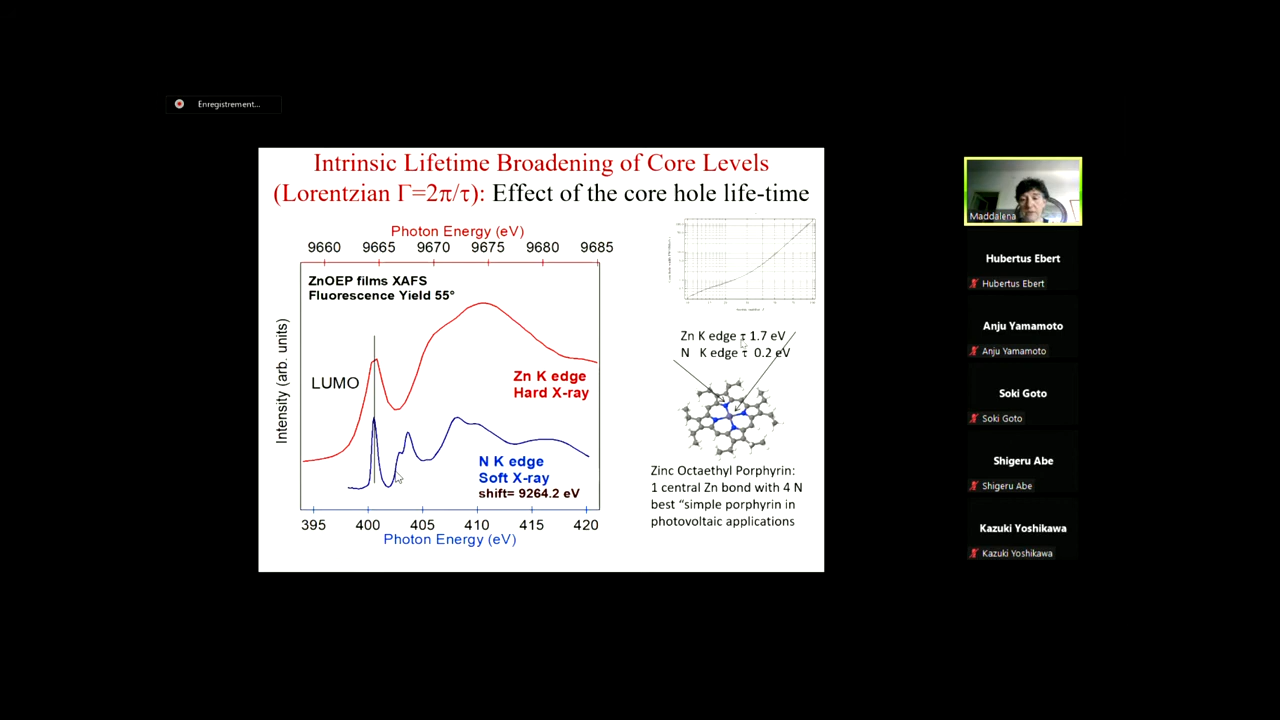 Enregistrement...
Intrinsic Lifetime Broadening of Core Levels
(Lorentzian Γ=2π/τ): Effect of the core hole life-time
Photon Energy (eV)
9660 9665 9670 9675 9680 9685
ZnOEP films XAFS
Fluorescence Yield 55°
Intensity (arb. units)
LUMO
Zn K edge
Hard X-ray
N K edge
Soft X-ray
shift= 9264.2 eV
395 400 405 410 415 420
Photon Energy (eV)
Zn K edge τ 1.7 eV
N K edge τ 0.2 eV
Zinc Octaethyl Porphyrin:
1 central Zn bond with 4 N
best “simple porphyrin in
photovoltaic applications
Maddalena
Hubertus Ebert
Hubertus Ebert
Anju Yamamoto
Anju Yamamoto
Soki Goto
Soki Goto
Shigeru Abe
Shigeru Abe
Kazuki Yoshikawa
Kazuki Yoshikawa